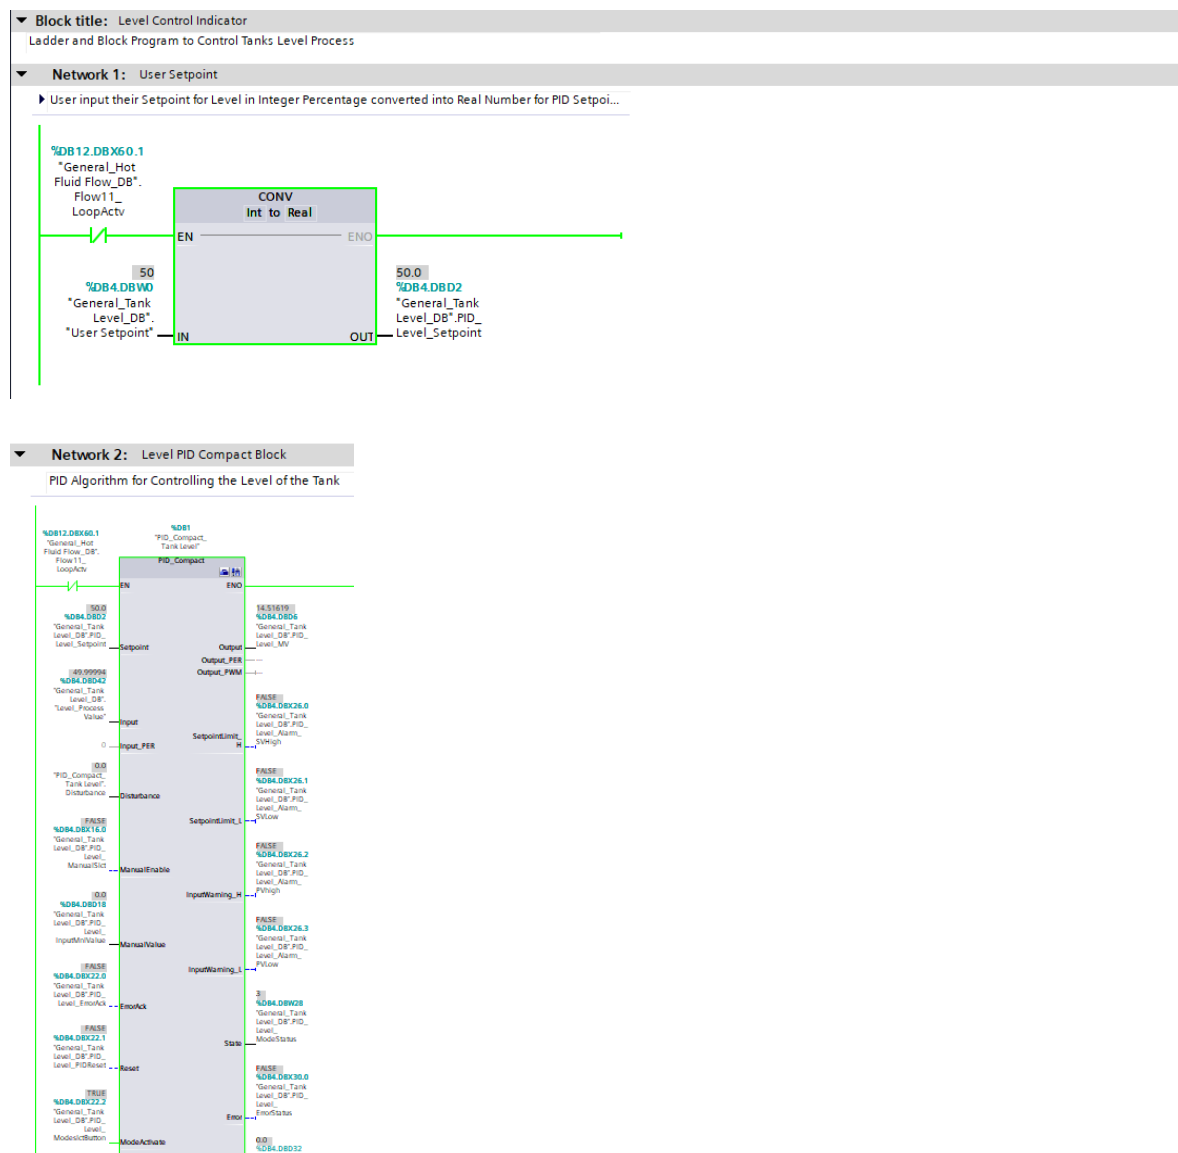 Block title: Level Control Indicator
Ladder and Block Program to Control Tanks Level Process
Network 1: User Setpoint
User input their Setpoint for Level in Integer Percentage converted into Real Number for PID Setpoi...
%DB12.DBX60.1
"General_Hot
Fluid Flow_DB".
Flow11_
LoopActv
CONV
Int to Real
EN
ENO
50
%DB4.DBW0
"General_Tank
Level_DB".
"User Setpoint"
IN
OUT
50.0
%DB4.DBD2
"General_Tank
Level_DB".PID_
Level_Setpoint
Network 2: Level PID Compact Block
PID Algorithm for Controlling the Level of the Tank
%DB12.DBX60.1
"General_Hot
Fluid Flow_DB".
Flow11_
LoopActv
%DB1
"PID_Compact_
Tank Level"
PID_Compact
EN
ENO
50.0
%DB4.DBD2
"General_Tank
Level_DB".PID_
Level_Setpoint
Setpoint
Output
14.51619
%DB4.DBD6
"General_Tank
Level_DB".PID_
Level_MV
Output_PER
Output_PWM
49.99994
%DB4.DBD42
"General_Tank
Level_DB".
"Level_Process
Value"
Input
SetpointLimit_
H
FALSE
%DB4.DBX26.0
"General_Tank
Level_DB".PID_
Level_Alarm_
SVHigh
0
Input_PER
0.0
"PID_Compact_
Tank Level".
Disturbance
Disturbance
SetpointLimit_L
FALSE
%DB4.DBX26.1
"General_Tank
Level_DB".PID_
Level_Alarm_
SVLow
FALSE
%DB4.DBX16.0
"General_Tank
Level_DB".PID_
Level_
ManualSlct
ManualEnable
InputWarning_H
FALSE
%DB4.DBX26.2
"General_Tank
Level_DB".PID_
Level_Alarm_
PVhigh
0.0
%DB4.DBD18
"General_Tank
Level_DB".PID_
Level_
InputMnlValue
ManualValue
InputWarning_L
FALSE
%DB4.DBX26.3
"General_Tank
Level_DB".PID_
Level_Alarm_
PVLow
FALSE
%DB4.DBX22.0
"General_Tank
Level_DB".PID_
Level_ErrorAck
ErrorAck
State
3
%DB4.DBW28
"General_Tank
Level_DB".PID_
Level_
ModeStatus
FALSE
%DB4.DBX22.1
"General_Tank
Level_DB".PID_
Level_PIDReset
Reset
Error
FALSE
%DB4.DBX30.0
"General_Tank
Level_DB".PID_
Level_
ErrorStatus
TRUE
%DB4.DBX22.2
"General_Tank
Level_DB".PID_
Level_
ModeslctButton
ModeActivate
0.0
%DB4.DBD32